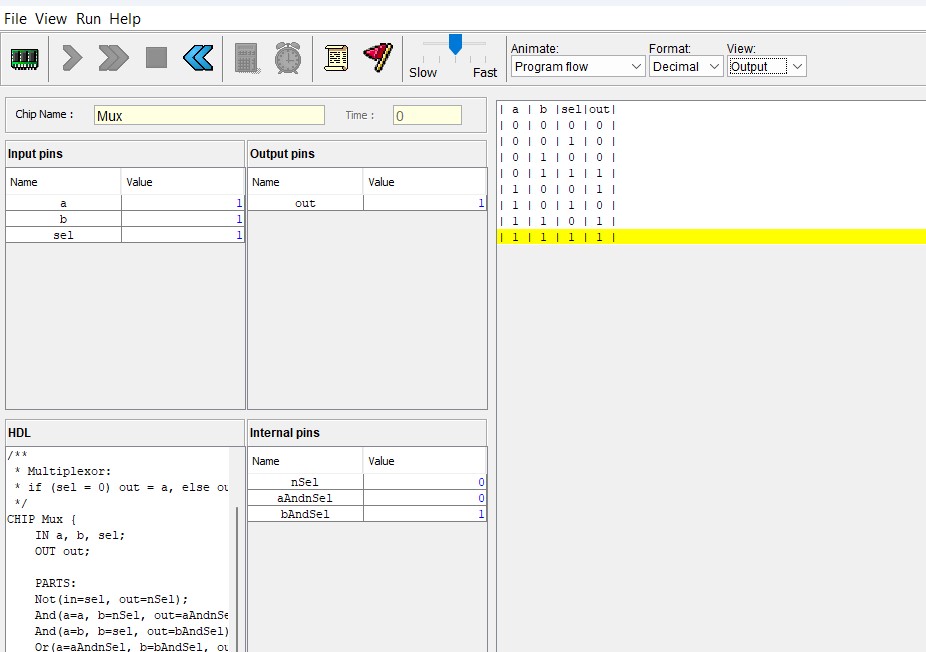 File View Run Help
Animate: Format: View:
Slow Fast Program flow Decimal Output
Chip Name : Mux Time : 0
Input pins
Name Value
a 1
b 1
sel 1
Output pins
Name Value
out 1
HDL
/**
* Multiplexor:
* if (sel = 0) out = a, else ou
*/
CHIP Mux {
IN a, b, sel;
OUT out;
PARTS:
Not(in=sel, out=nSel);
And(a=a, b=nSel, out=aAndnSe
And(a=b, b=sel, out=bAndSel)
Or(a=aAndnSel, b=bAndSel, ou
Internal pins
Name Value
nSel 0
aAndnSel 0
bAndSel 1
| a | b |sel|out|
| 0 | 0 | 0 | 0 |
| 0 | 0 | 1 | 0 |
| 0 | 1 | 0 | 0 |
| 0 | 1 | 1 | 1 |
| 1 | 0 | 0 | 1 |
| 1 | 0 | 1 | 0 |
| 1 | 1 | 0 | 1 |
| 1 | 1 | 1 | 1 |